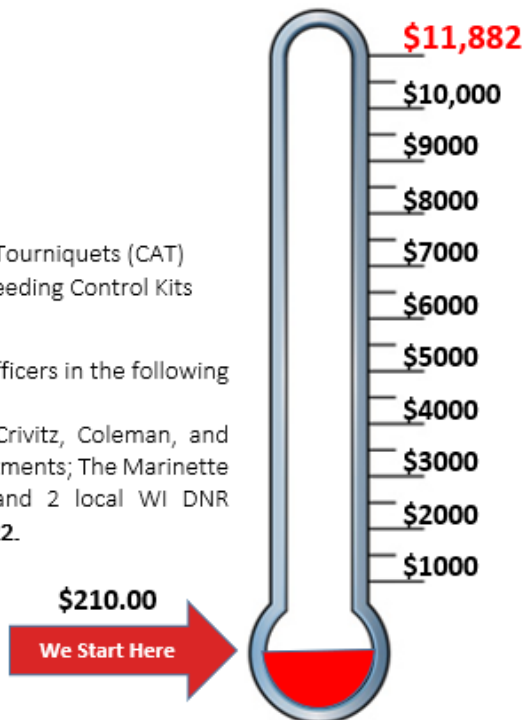 $11,882
$10,000
$9000
$8000
$7000
$6000
$5000
$4000
$3000
$2000
$1000
Tourniquets (CAT)
eeding Control Kits
fficers in the following
Crivitz, Coleman, and
ments; The Marinette
and 2 local WI DNR
2.
$210.00
We Start Here